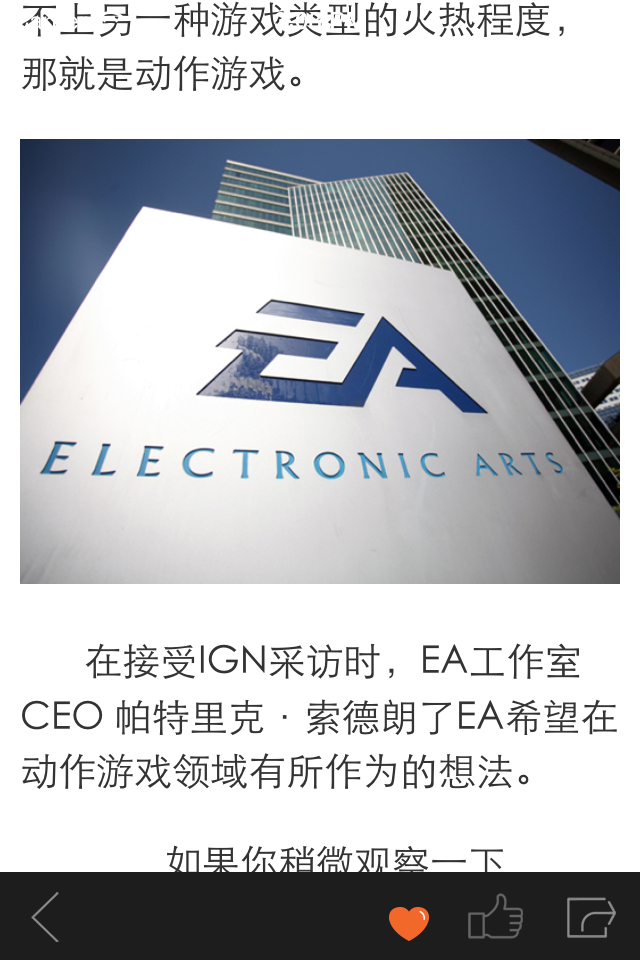 不上另一种游戏类型的火热程度，
那就是动作游戏。
EA
ELECTRONIC ARTS
在接受IGN采访时，EA工作室
CEO 帕特里克 · 索德朗了EA希望在
动作游戏领域有所作为的想法。
如果你稍微观察一下